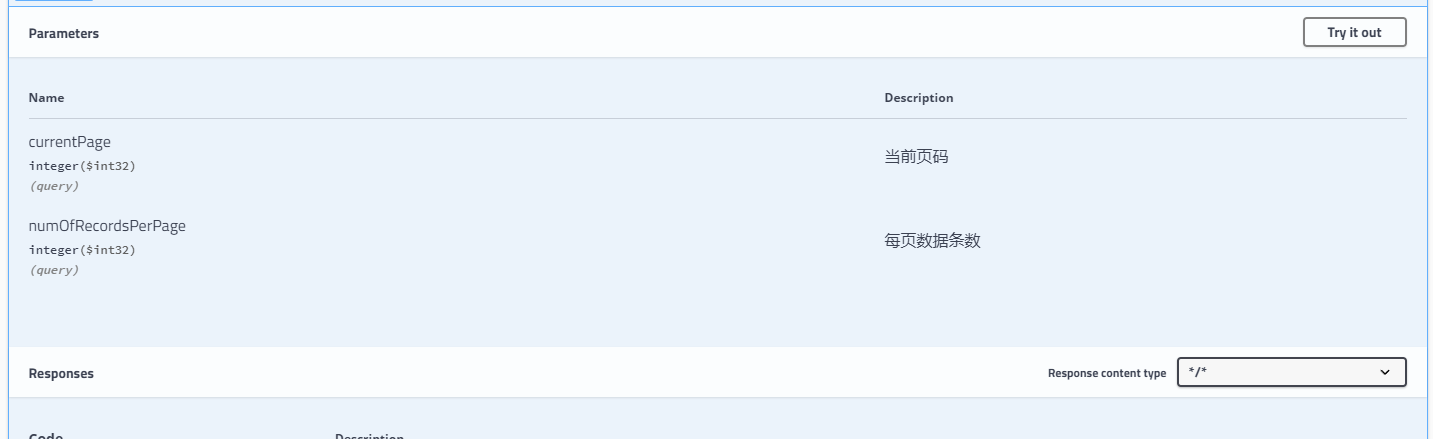 Parameters
Try it out
Name
Description
currentPage
integer($int32)
(query)
当前页码
numOfRecordsPerPage
integer($int32)
(query)
每页数据条数
Responses
Response content type
*/*
Code
Description